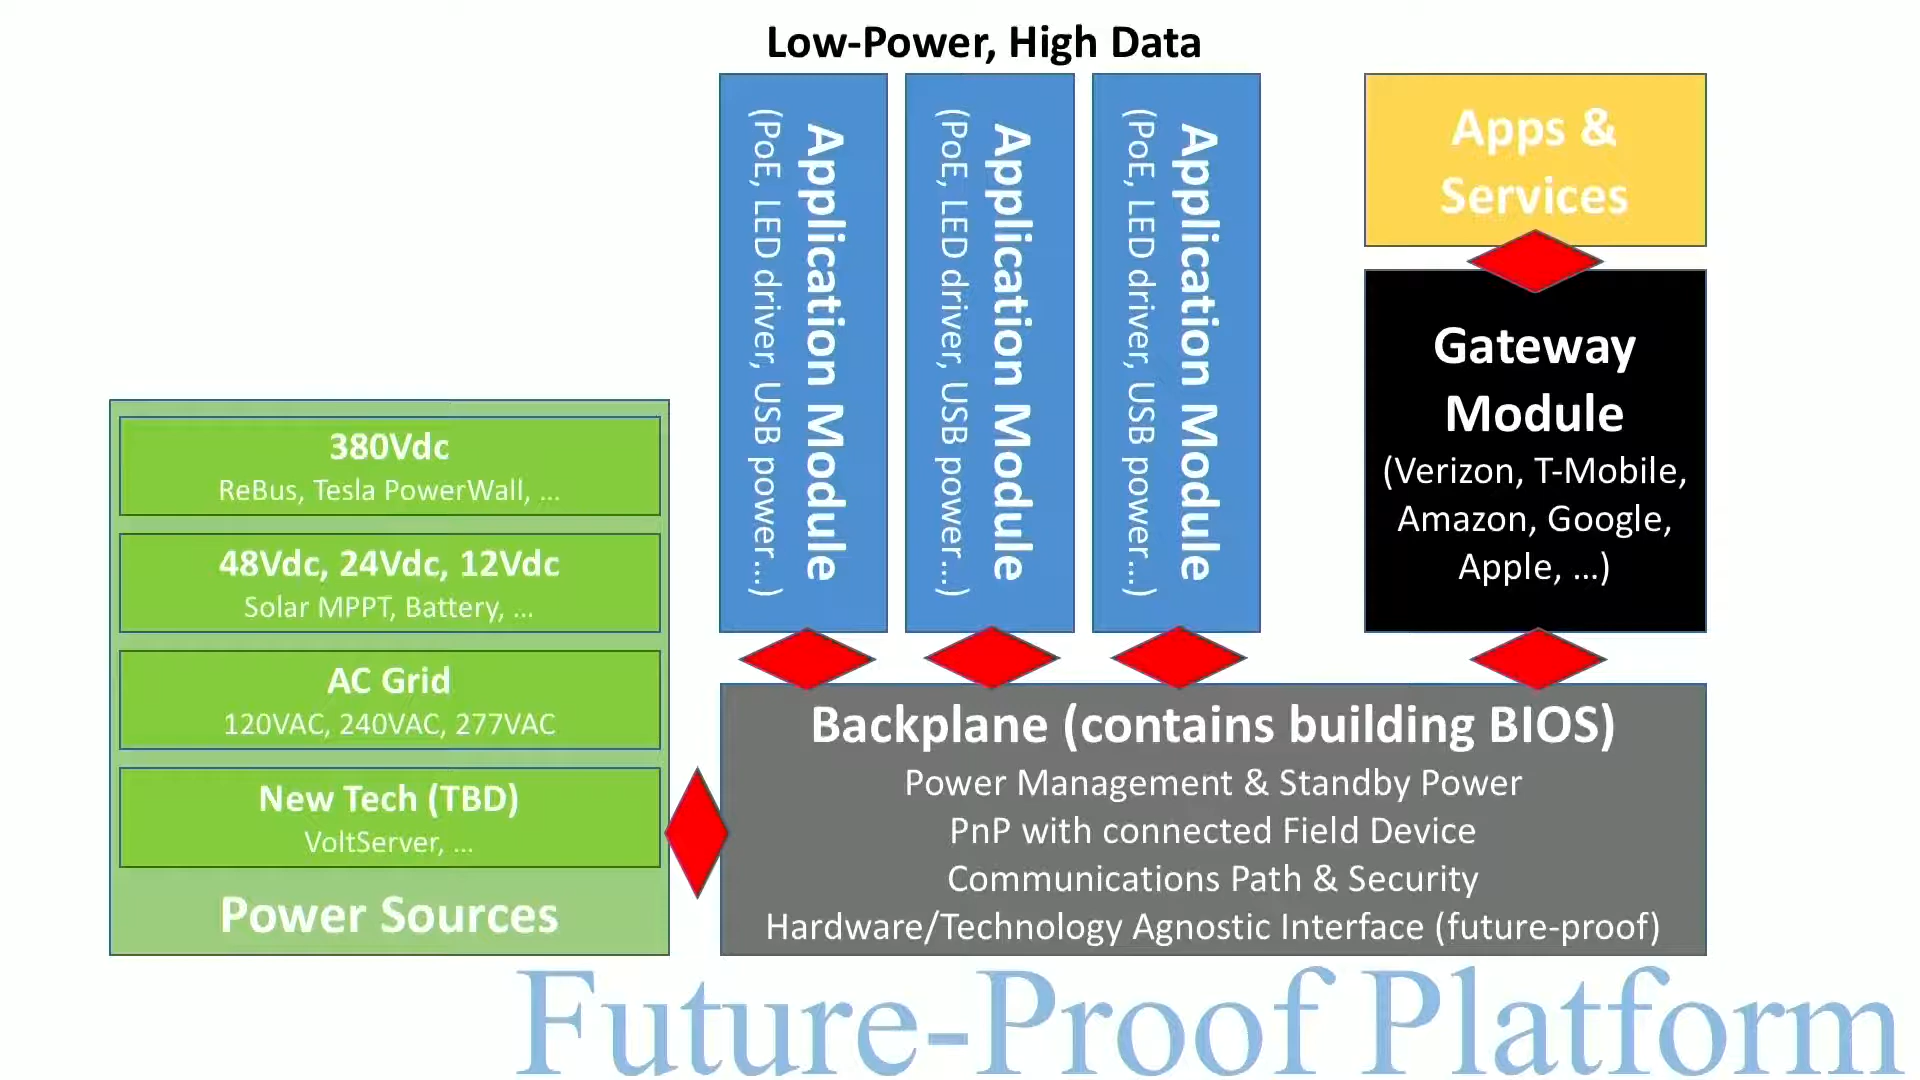 Low-Power, High Data
Application Module
(PoE, LED driver, USB power…)
Application Module
(PoE, LED driver, USB power…)
Application Module
(PoE, LED driver, USB power…)
Apps &
Services
Gateway
Module
(Verizon, T-Mobile,
Amazon, Google,
Apple, …)
380Vdc
ReBus, Tesla PowerWall, …
48Vdc, 24Vdc, 12Vdc
Solar MPPT, Battery, …
AC Grid
120VAC, 240VAC, 277VAC
New Tech (TBD)
VoltServer, …
Power Sources
Backplane (contains building BIOS)
Power Management & Standby Power
PnP with connected Field Device
Communications Path & Security
Hardware/Technology Agnostic Interface (future-proof)
Future-Proof Platform